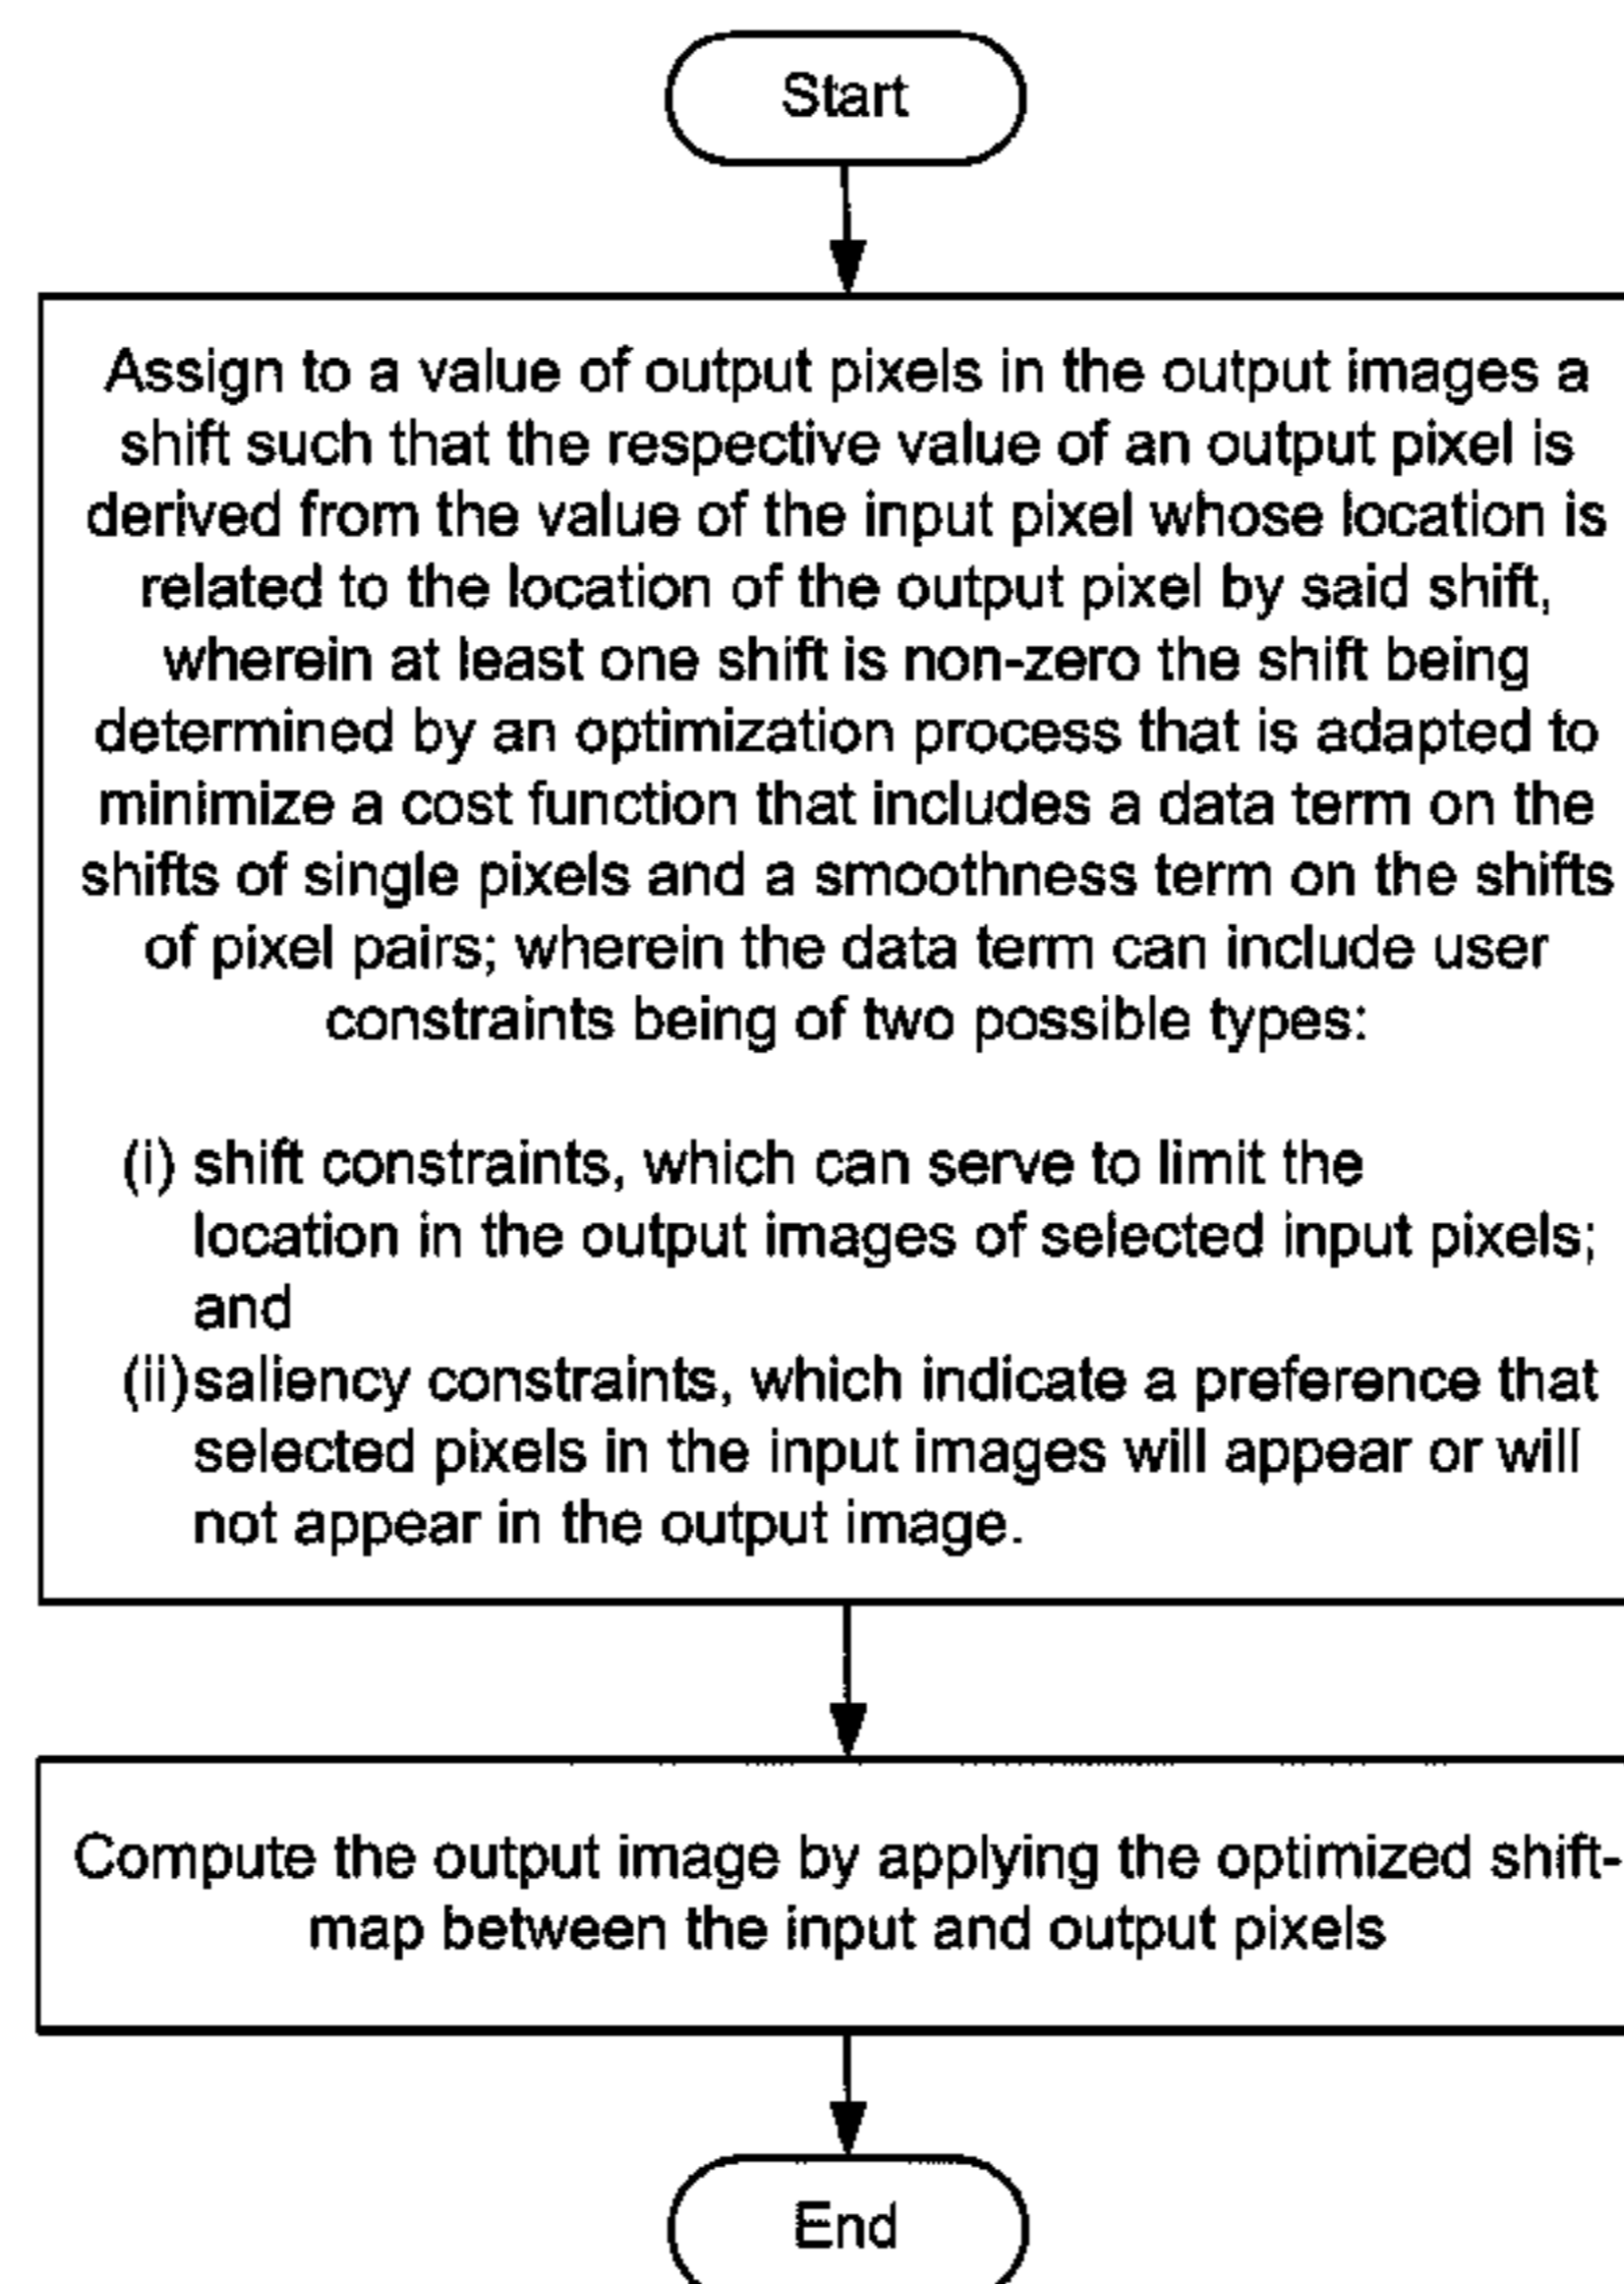 Start
Assign to a value of output pixels in the output images a
shift such that the respective value of an output pixel is
derived from the value of the input pixel whose location is
related to the location of the output pixel by said shift,
wherein at least one shift is non-zero the shift being
determined by an optimization process that is adapted to
minimize a cost function that includes a data term on the
shifts of single pixels and a smoothness term on the shifts
of pixel pairs; wherein the data term can include user
constraints being of two possible types:
(i) shift constraints, which can serve to limit the
location in the output images of selected input pixels;
and
(ii) saliency constraints, which indicate a preference that
selected pixels in the input images will appear or will
not appear in the output image.
Compute the output image by applying the optimized shift-
map between the input and output pixels
End